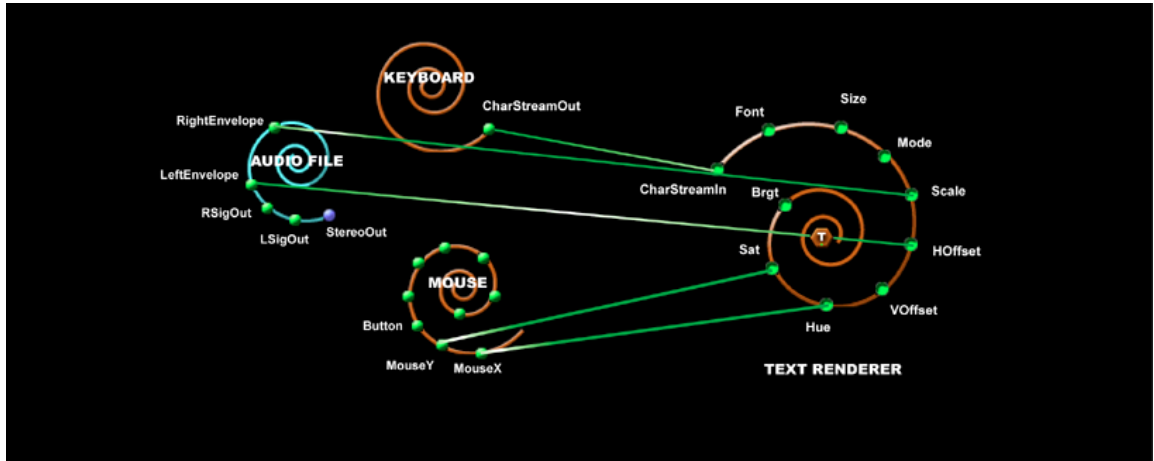 KEYBOARD
CharStreamOut
RightEnvelope
AUDIO FILE
LeftEnvelope
RSigOut
LSigOut
StereoOut
MOUSE
Button
MouseY
MouseX
Font
Size
Mode
CharStreamIn
Brgt
Scale
T
Sat
HOffset
VOffset
Hue
TEXT RENDERER